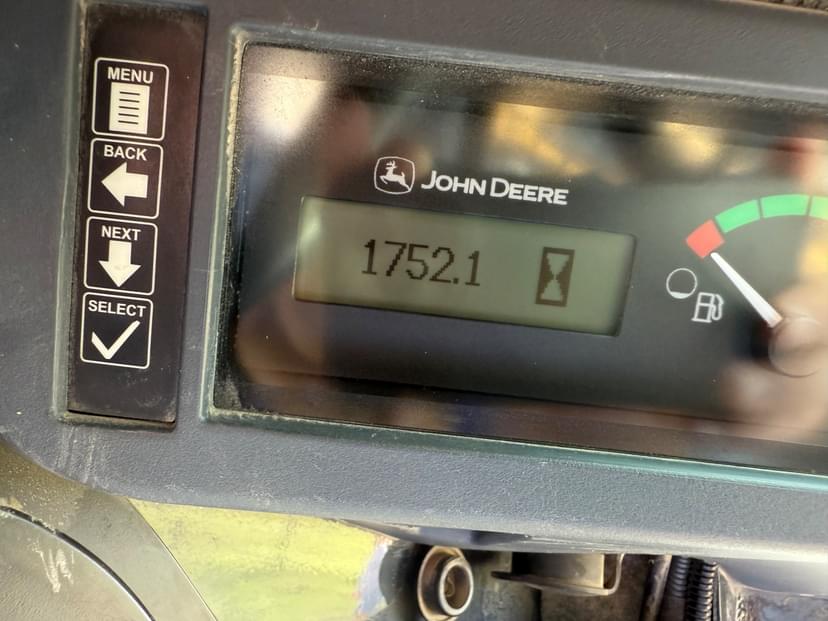 MENU
BACK
NEXT
SELECT
JOHN DEERE
1752.1